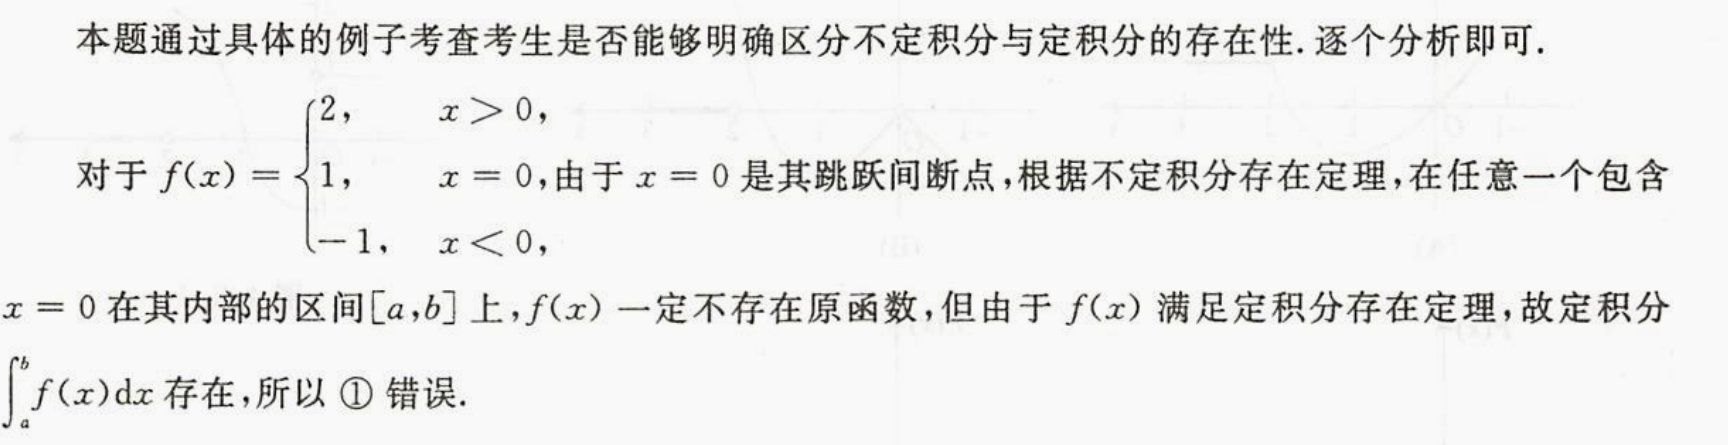 本题通过具体的例子考查考生是否能够明确区分不定积分与定积分的存在性.逐个分析即可.
2, x > 0,
对于 f(x) = { 1, x = 0,由于 x = 0 是其跳跃间断点,根据不定积分存在定理,在任意一个包含
-1, x < 0,
x = 0 在其内部的区间[a,b]上,f(x) 一定不存在原函数,但由于 f(x) 满足定积分存在定理,故定积分
∫_a^b f(x)dx 存在,所以 ① 错误.